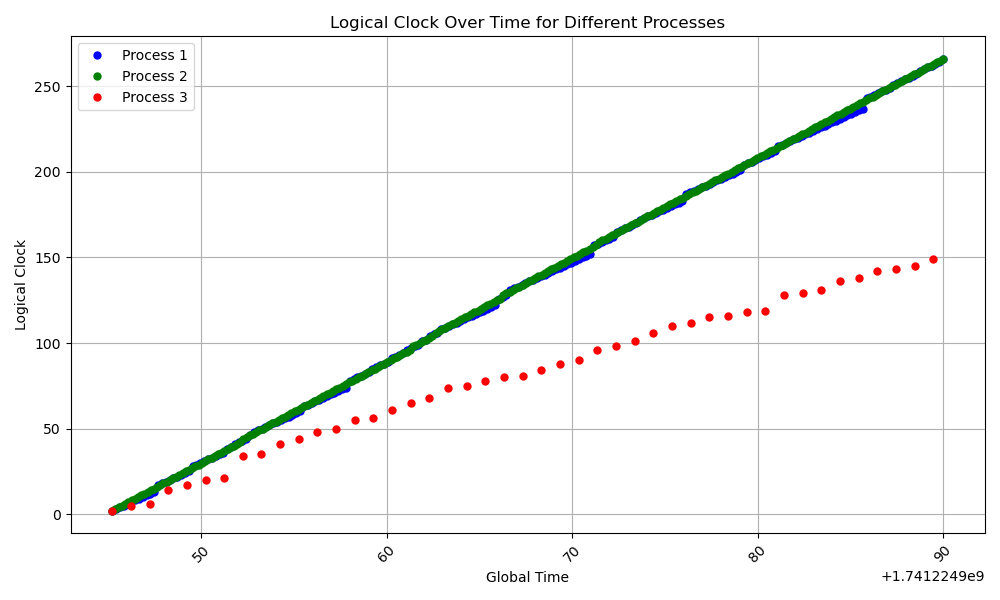 Logical Clock Over Time for Different Processes
Process 1
Process 2
Process 3
Logical Clock
250
200
150
100
50
0
50
60
70
80
90
Global Time
+1.7412249e9